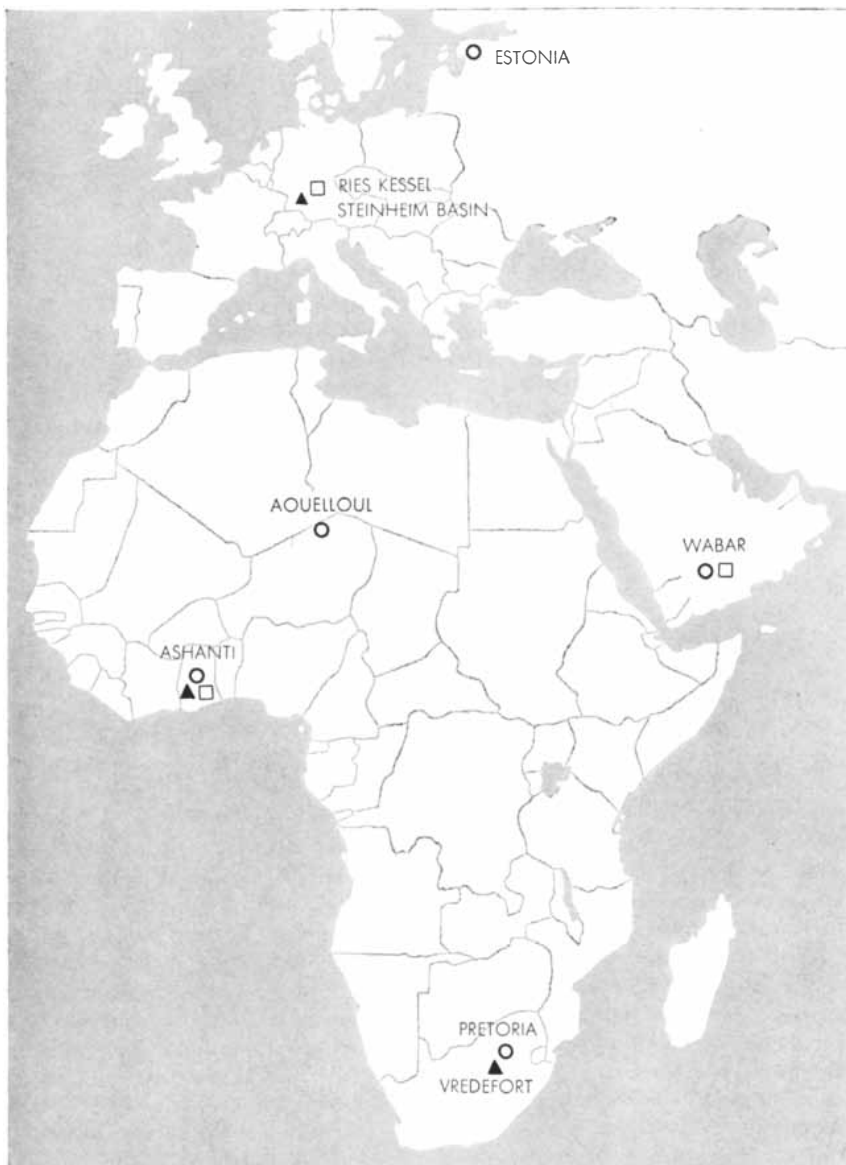 ESTONIA
RIES KESSEL
STEINHEIM BASIN
AOUELLOUL
WABAR
ASHANTI
PRETORIA
VREDEFORT